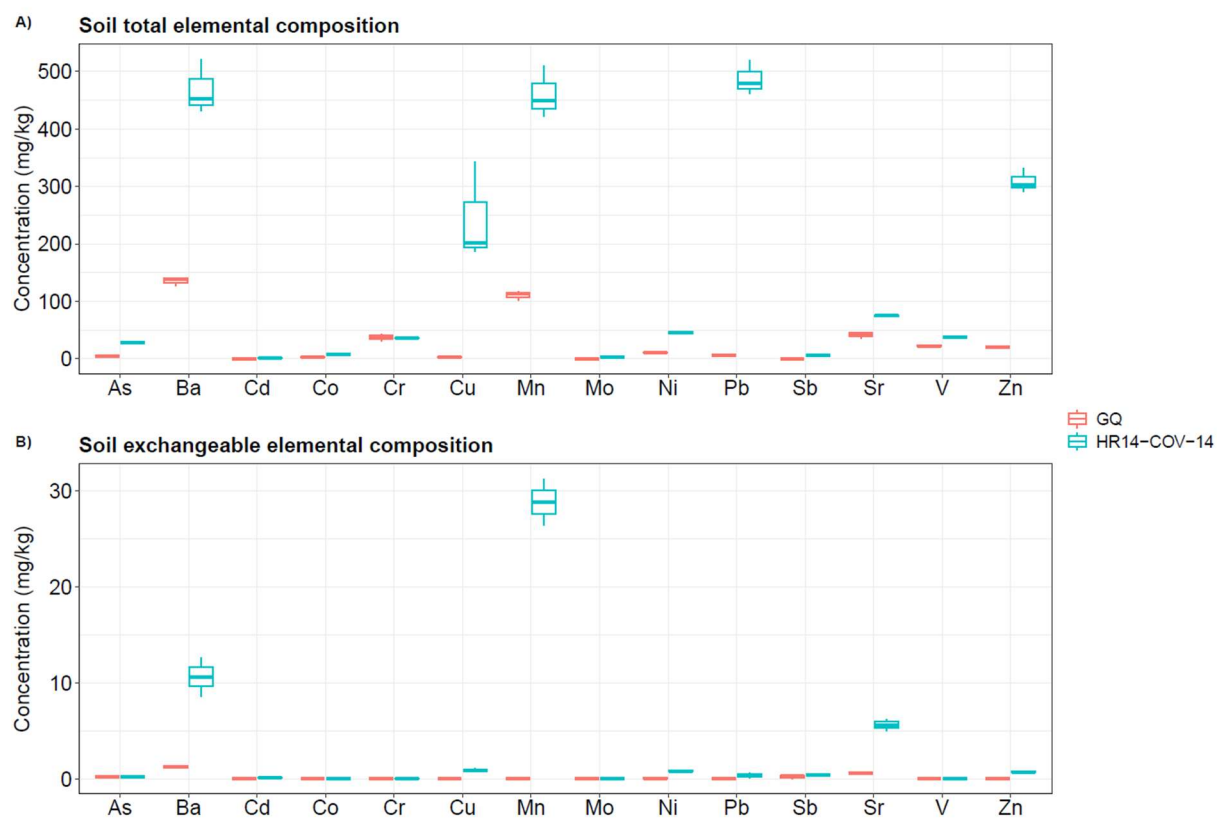 A) Soil total elemental composition
Concentration (mg/kg)
500
400
300
200
100
0
As Ba Cd Co Cr Cu Mn Mo Ni Pb Sb Sr V Zn
GQ
HR14−COV−14
B) Soil exchangeable elemental composition
Concentration (mg/kg)
30
20
10
0
As Ba Cd Co Cr Cu Mn Mo Ni Pb Sb Sr V Zn